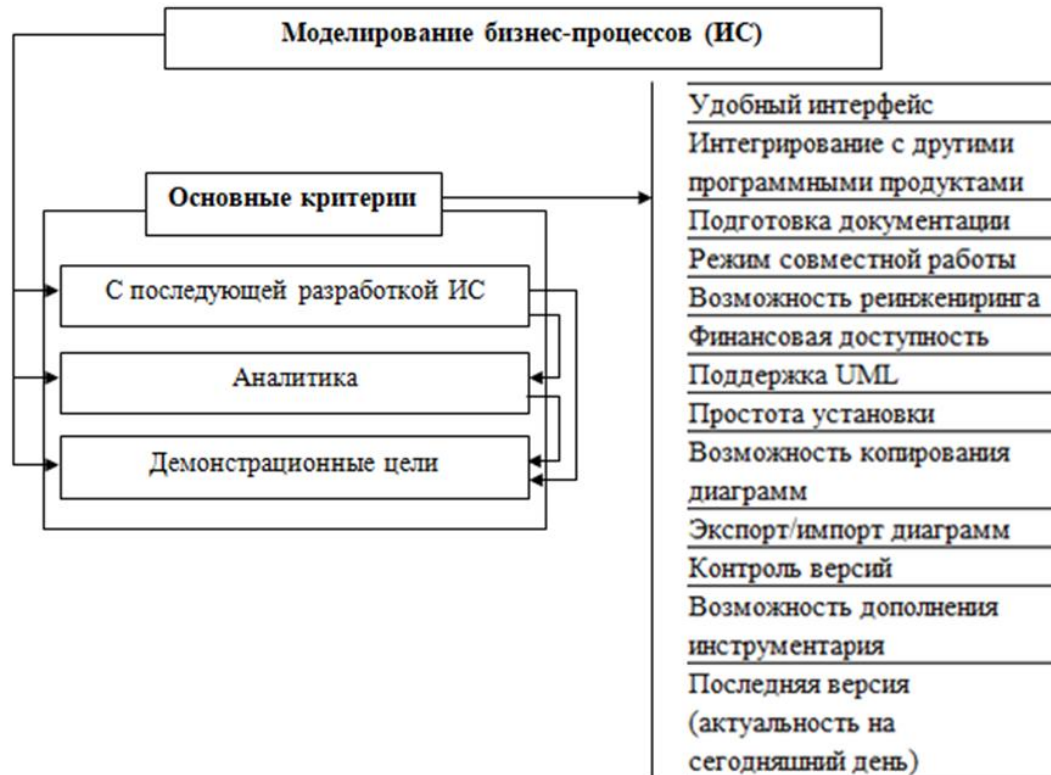 Моделирование бизнес-процессов (ИС)
Основные критерии
С последующей разработкой ИС
Аналитика
Демонстрационные цели
Удобный интерфейс
Интегрирование с другими
программными продуктами
Подготовка документации
Режим совместной работы
Возможность реинжениринга
Финансовая доступность
Поддержка UML
Простота установки
Возможность копирования
диаграмм
Экспорт/импорт диаграмм
Контроль версий
Возможность дополнения
инструментария
Последняя версия
(актуальность на
сегодняшний день)